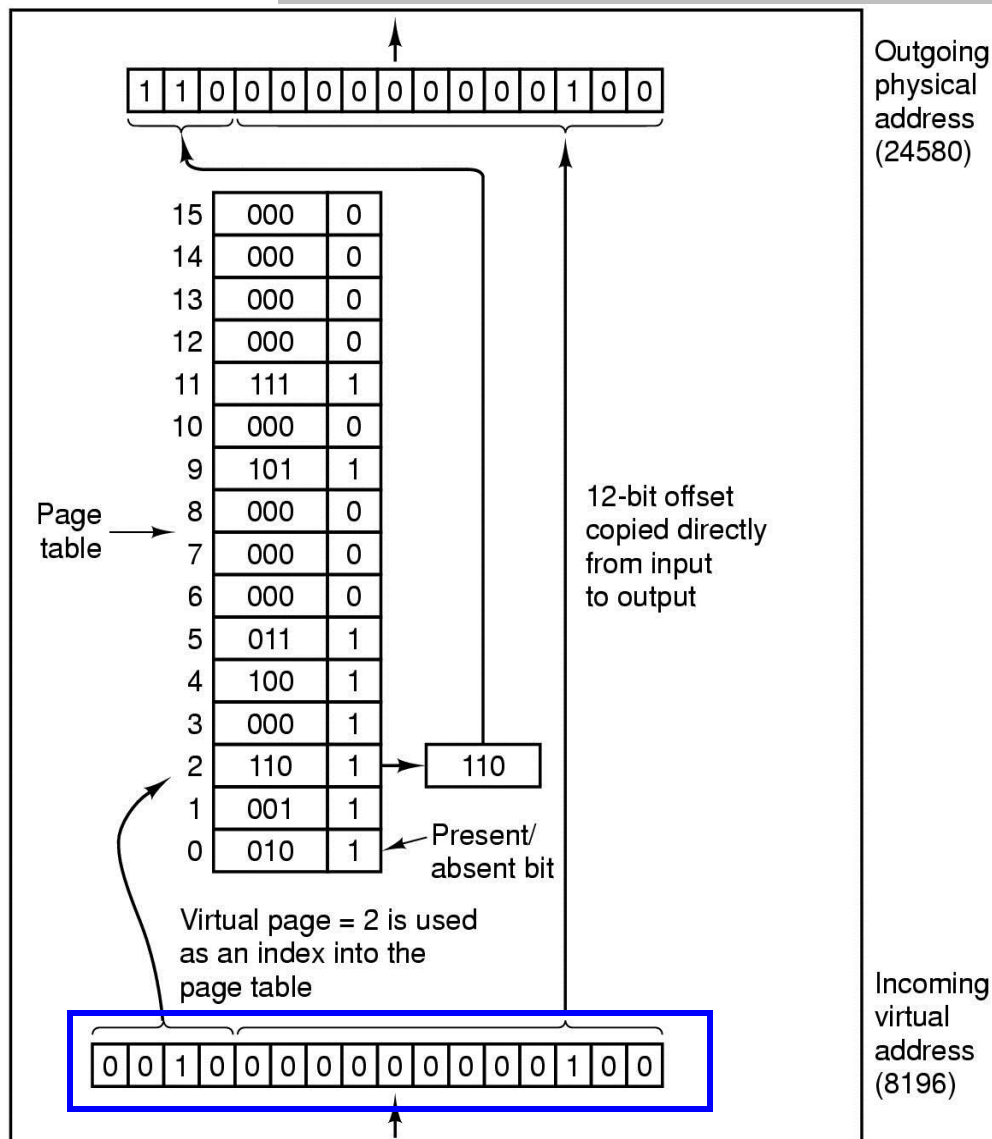 Outgoing
physical
address
(24580)
1 1 0 0 0 0 0 0 0 0 0 0 1 0 0
15 000 0
14 000 0
13 000 0
12 000 0
11 111 1
10 000 0
9 101 1
8 000 0
7 000 0
6 000 0
5 011 1
4 100 1
3 000 1
2 110 1 110
1 001 1
0 010 1
Page
table
12-bit offset
copied directly
from input
to output
Present/
absent bit
Virtual page = 2 is used
as an index into the
page table
0 0 1 0 0 0 0 0 0 0 0 0 0 1 0 0
Incoming
virtual
address
(8196)